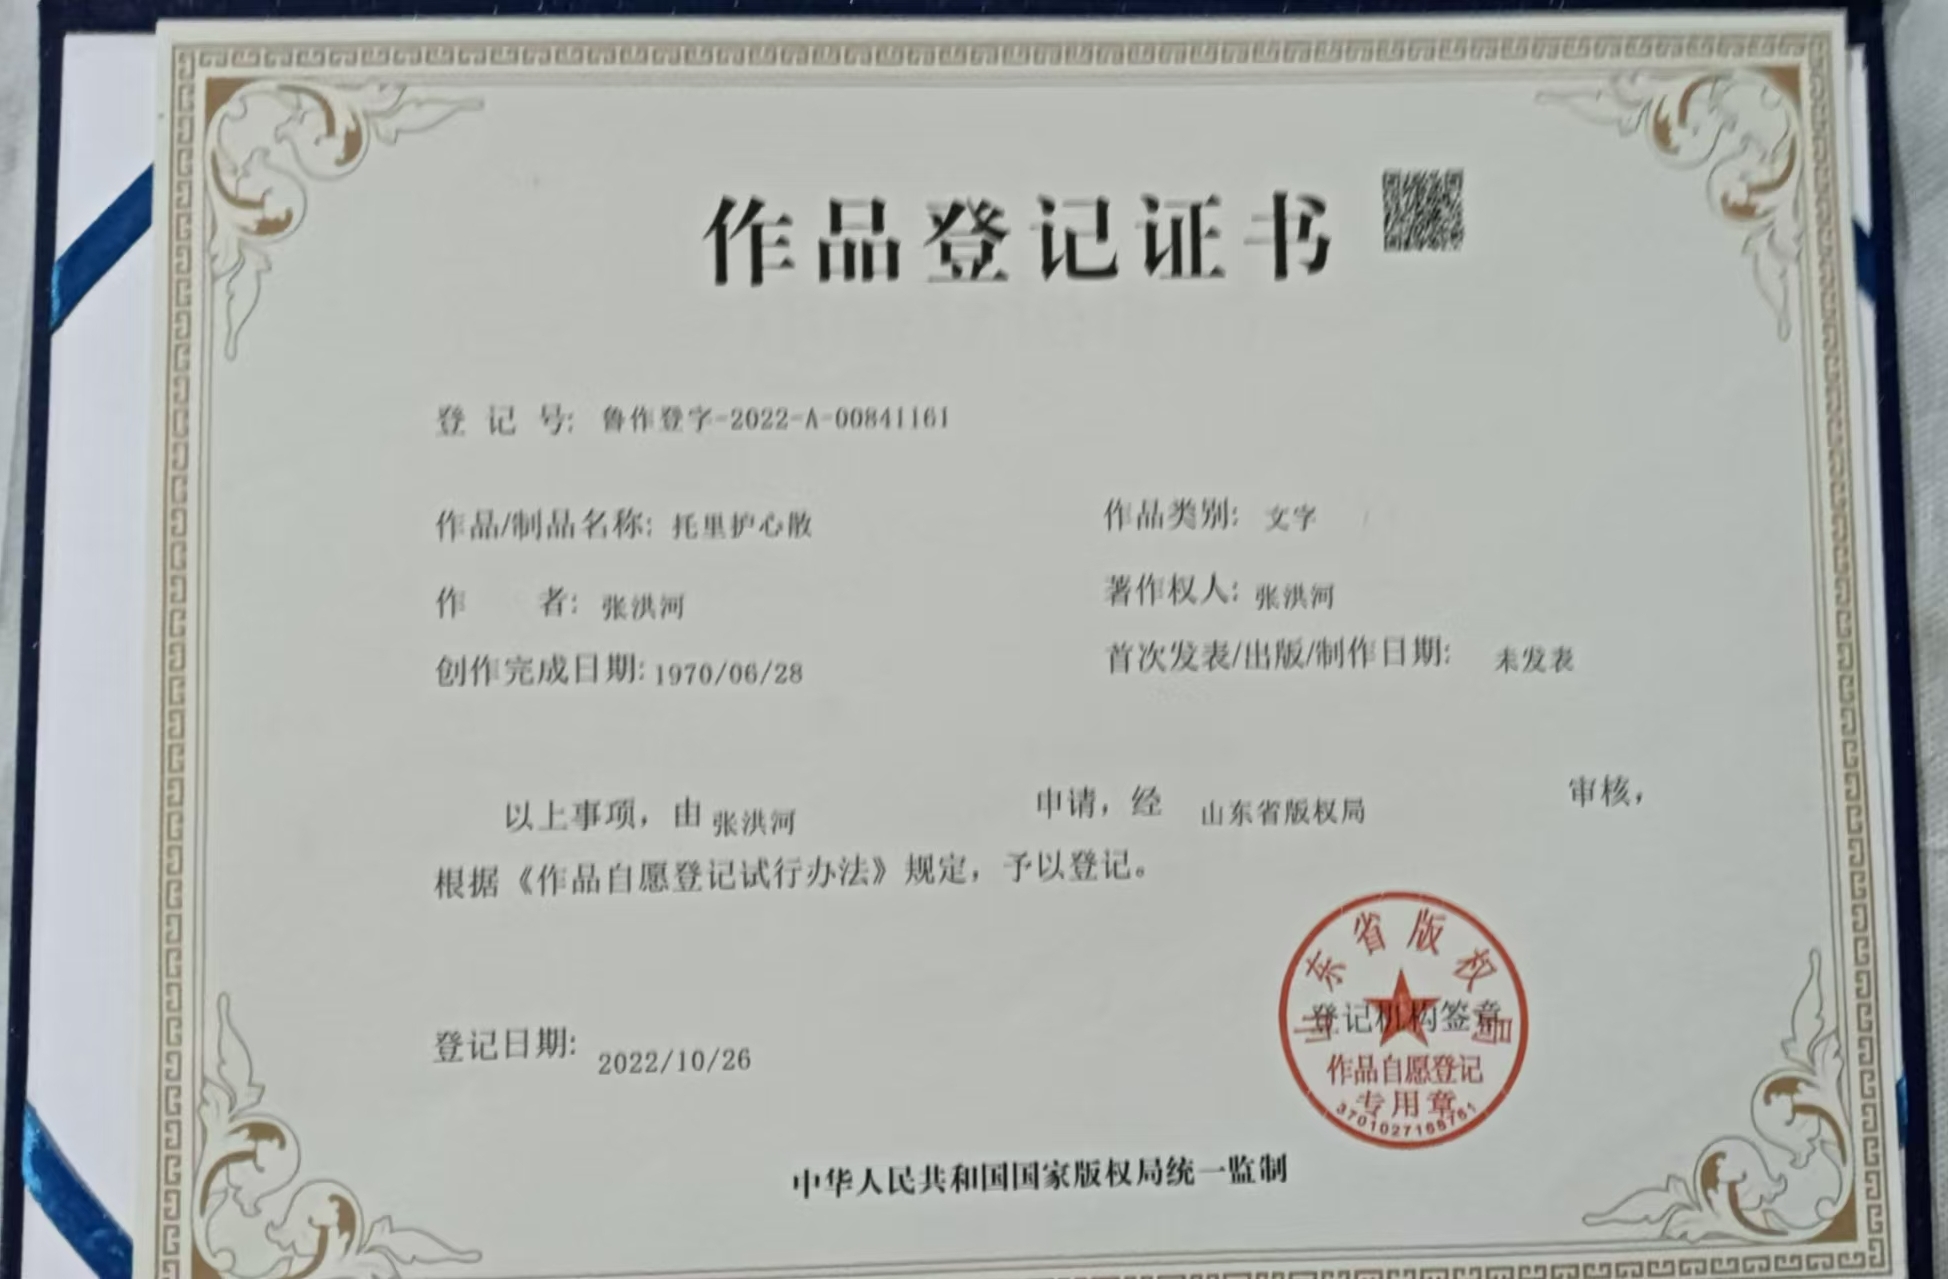 作品登记证书
登 记 号: 鲁作登字-2022-A-00841161
作品/制品名称: 托里护心散
作品类别: 文字
作 者: 张洪河
著作权人: 张洪河
创作完成日期: 1970/06/28
首次发表/出版/制作日期: 未发表
以上事项，由 张洪河 申请，经 山东省版权局 审核，
根据《作品自愿登记试行办法》规定，予以登记。
登记日期: 2022/10/26
登记机构签章
山东省版权局
作品自愿登记
专用章
中华人民共和国国家版权局统一监制